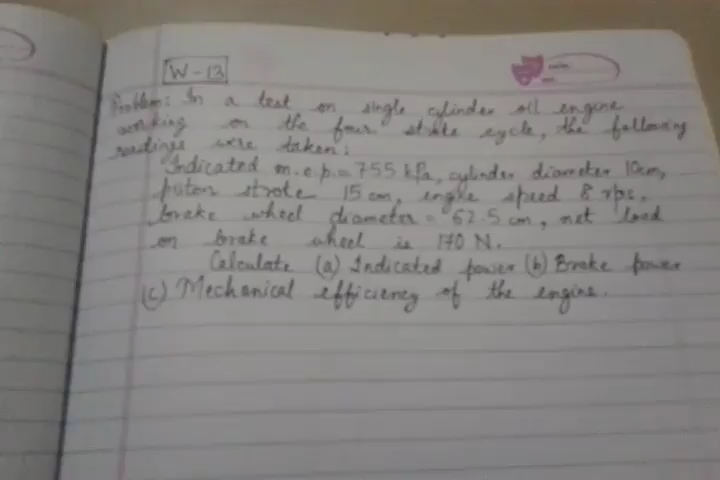 W-13
Problem: In a test on single cylinder oil engine
working on the four stroke cycle, the following
readings were taken:
Indicated m.e.p. = 755 kPa, cylinder diameter 10cm,
piston stroke 15 cm, engine speed 8 rps,
brake wheel diameter = 62.5 cm, net load
on brake wheel is 170 N.
Calculate (a) Indicated power (b) Brake power
(c) Mechanical efficiency of the engine.